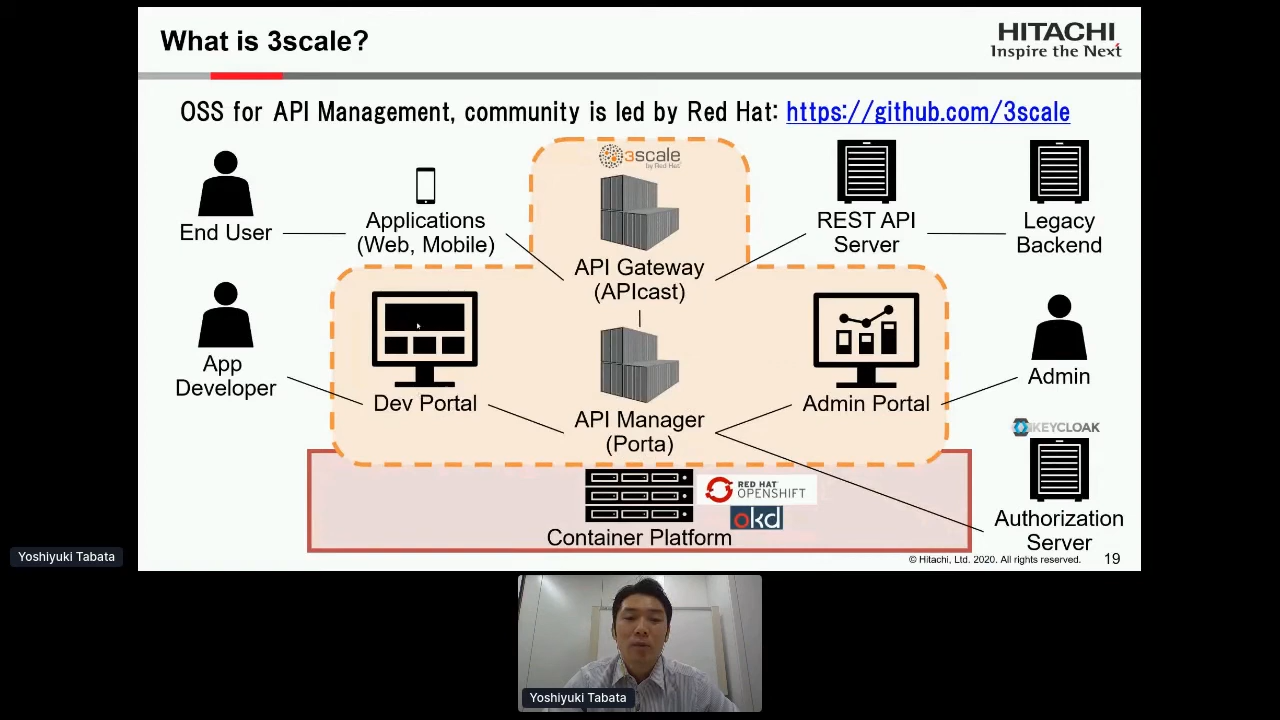 What is 3scale?
HITACHI
Inspire the Next
OSS for API Management, community is led by Red Hat: https://github.com/3scale
3scale
by Red Hat
End User
Applications
(Web, Mobile)
API Gateway
(APIcast)
REST API
Server
Legacy
Backend
App
Developer
Dev Portal
API Manager
(Porta)
Admin Portal
Admin
KEYCLOAK
Authorization
Server
RED HAT
OPENSHIFT
okd
Container Platform
© Hitachi, Ltd. 2020. All rights reserved.
19
Yoshiyuki Tabata
Yoshiyuki Tabata